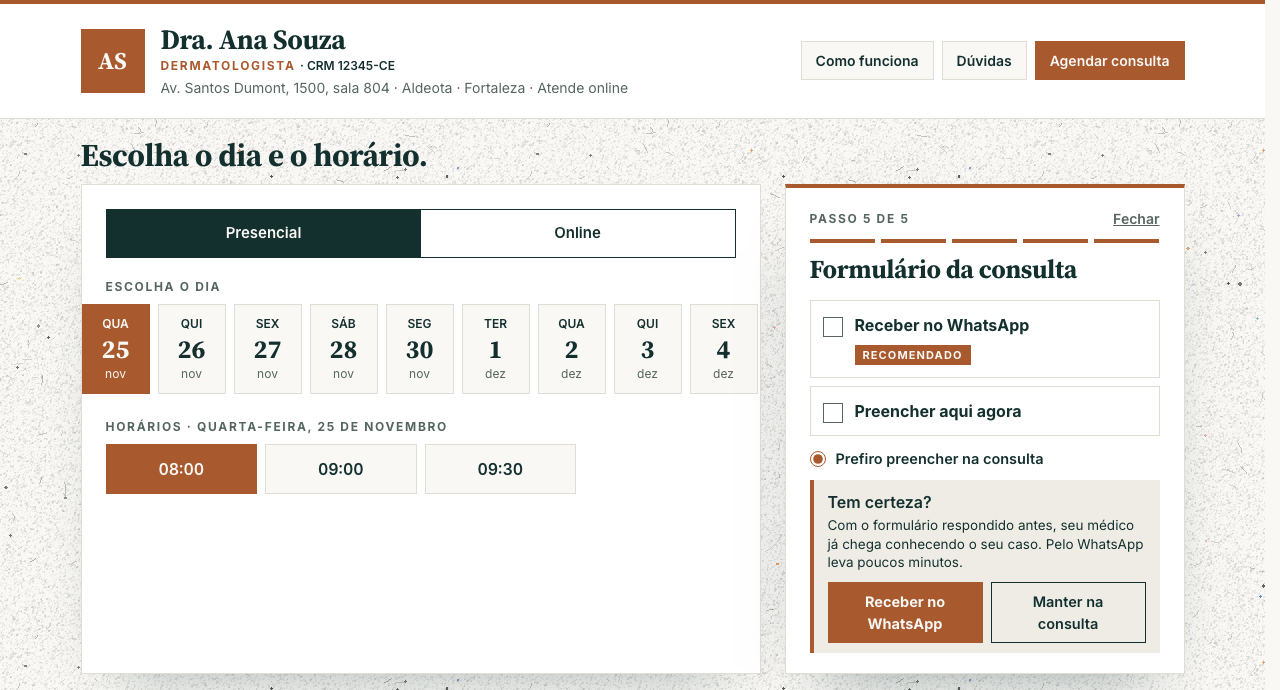 AS
Dra. Ana Souza
DERMATOLOGISTA · CRM 12345-CE
Av. Santos Dumont, 1500, sala 804 · Aldeota · Fortaleza · Atende online
Como funciona
Dúvidas
Agendar consulta
Escolha o dia e o horário.
Presencial
Online
ESCOLHA O DIA
QUA
25
nov
QUI
26
nov
SEX
27
nov
SÁB
28
nov
SEG
30
nov
TER
1
dez
QUA
2
dez
QUI
3
dez
SEX
4
dez
HORÁRIOS · QUARTA-FEIRA, 25 DE NOVEMBRO
08:00
09:00
09:30
PASSO 5 DE 5
Fechar
Formulário da consulta
Receber no WhatsApp
RECOMENDADO
Preencher aqui agora
Prefiro preencher na consulta
Tem certeza?
Com o formulário respondido antes, seu médico
já chega conhecendo o seu caso. Pelo WhatsApp
leva poucos minutos.
Receber no
WhatsApp
Manter na
consulta